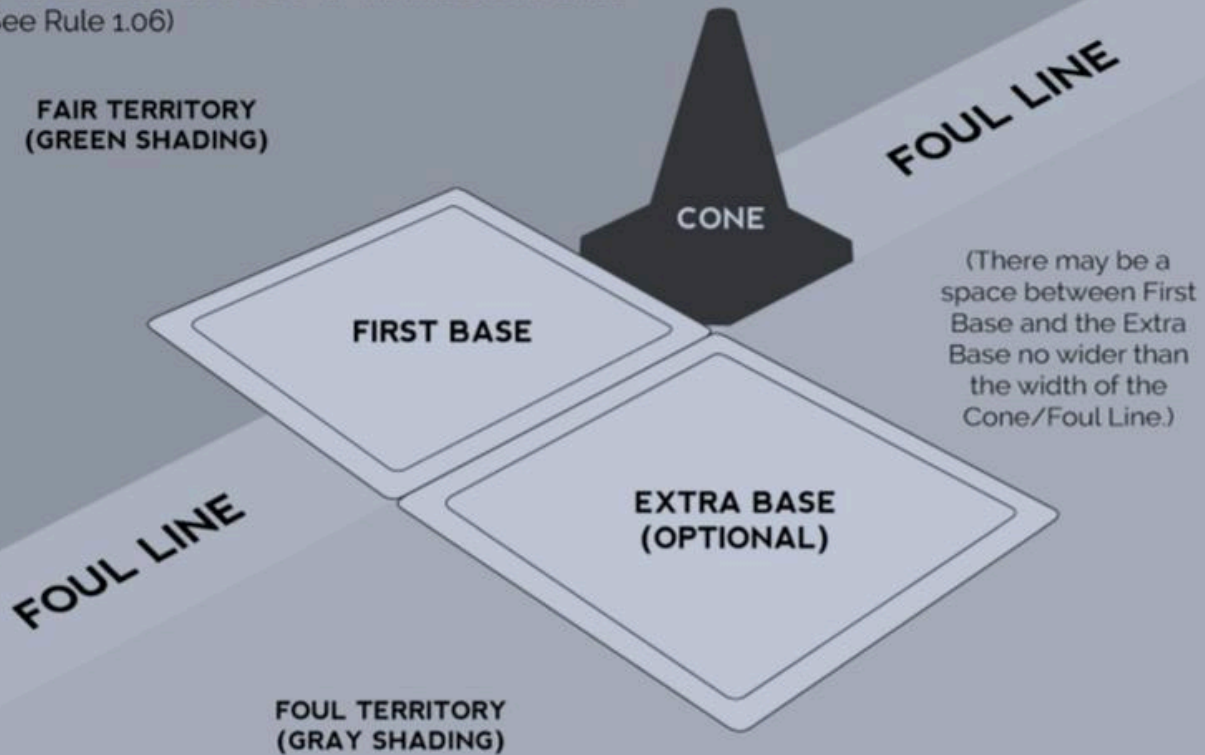 See Rule 1.06)
FAIR TERRITORY
(GREEN SHADING)
FOUL LINE
CONE
(There may be a
space between First
Base and the Extra
Base no wider than
the width of the
Cone/Foul Line.)
FIRST BASE
EXTRA BASE
(OPTIONAL)
FOUL LINE
FOUL TERRITORY
(GRAY SHADING)